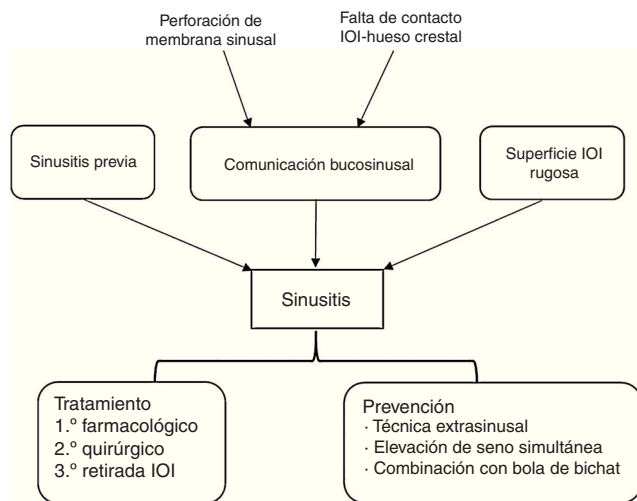 Perforación de
membrana sinusal
Falta de contacto
IOI-hueso crestal
Sinusitis previa
Comunicación bucosinusal
Superficie IOI
rugosa
Sinusitis
Tratamiento
1.º farmacológico
2.º quirúrgico
3.º retirada IOI
Prevención
· Técnica extrasinusal
· Elevación de seno simultánea
· Combinación con bola de bichat